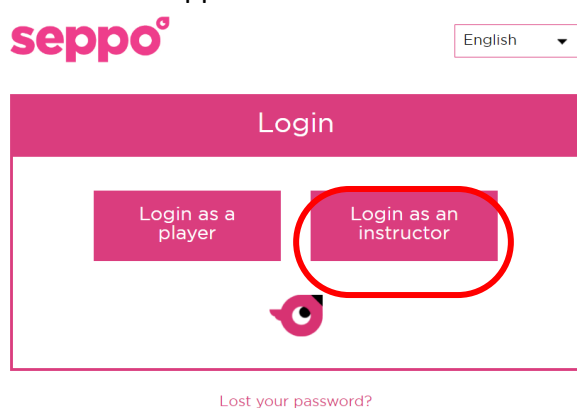 seppo
English
Login
Login as a
player
Login as an
instructor
Lost your password?